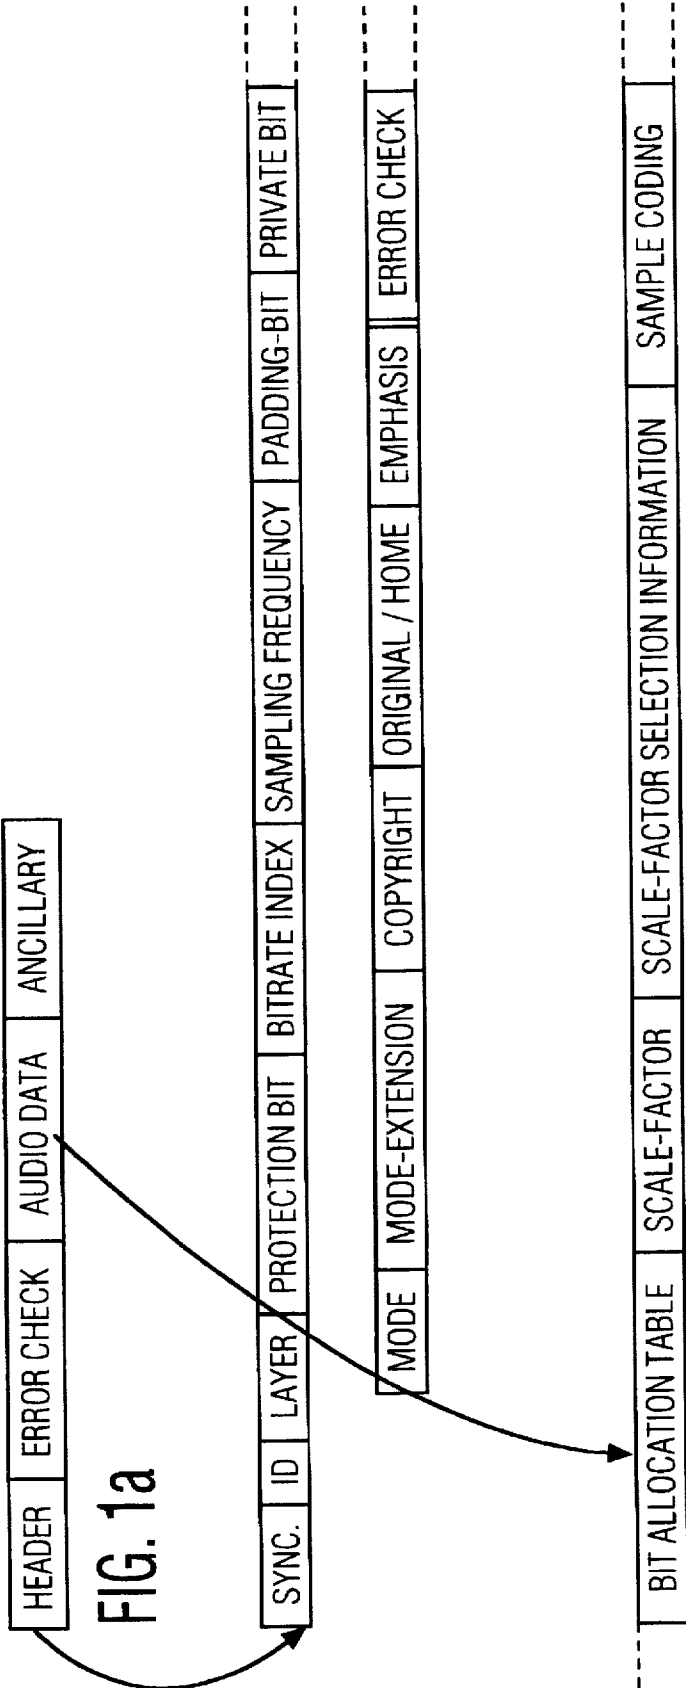 HEADER ERROR CHECK AUDIO DATA ANCILLARY
FIG. 1a
SYNC. ID LAYER PROTECTION BIT BITRATE INDEX SAMPLING FREQUENCY PADDING-BIT PRIVATE BIT
MODE MODE-EXTENSION COPYRIGHT ORIGINAL / HOME EMPHASIS ERROR CHECK
BIT ALLOCATION TABLE SCALE-FACTOR SCALE-FACTOR SELECTION INFORMATION SAMPLE CODING